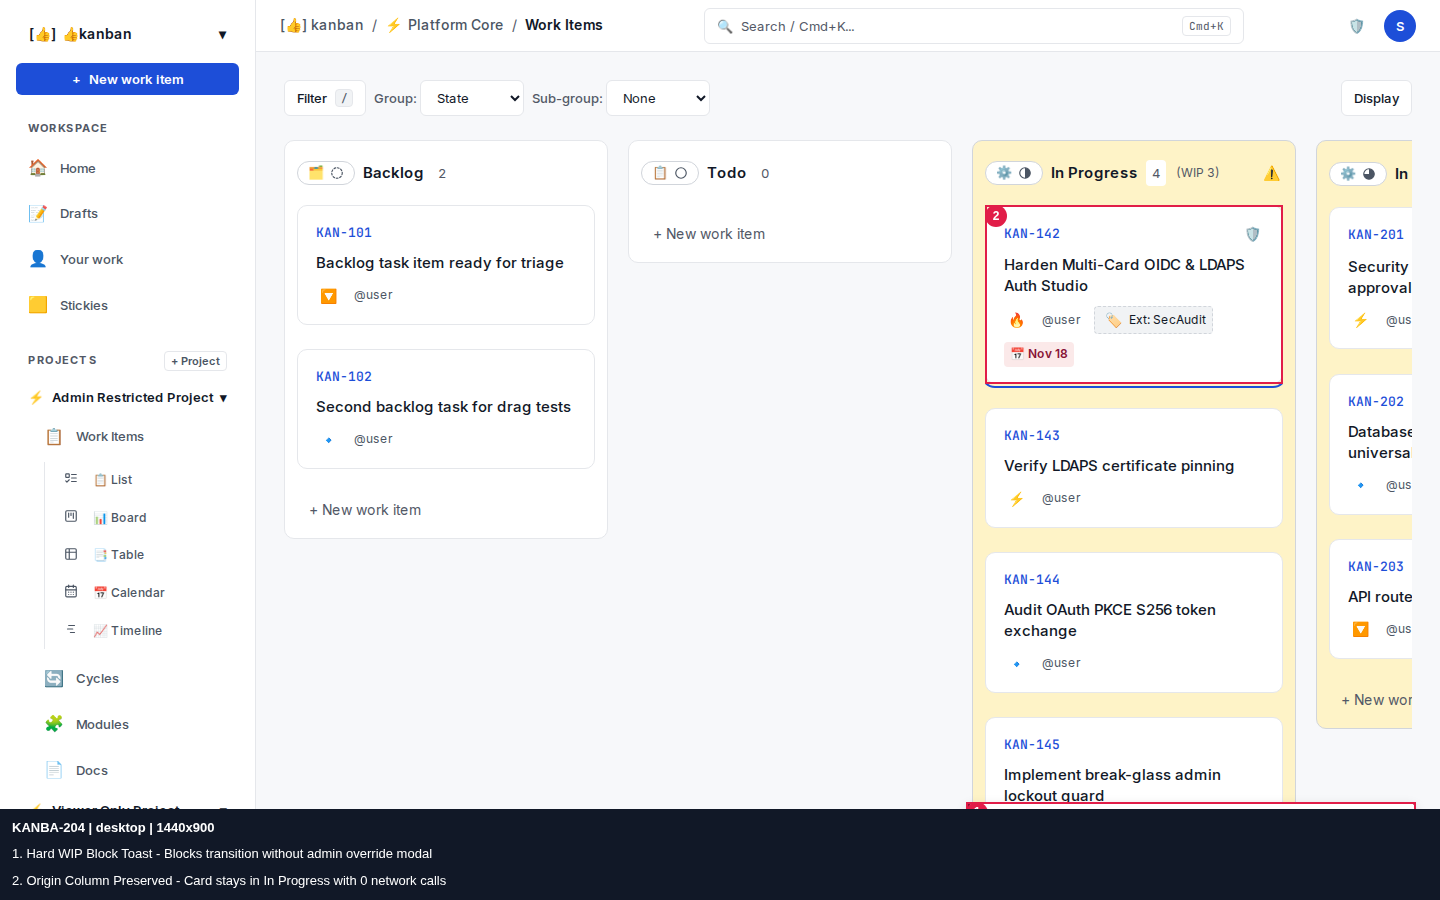 [👍] 👍kanban ▾
+ New work item
WORKSPACE
Home
Drafts
Your work
Stickies
PROJECTS
+ Project
Admin Restricted Project ▾
Work Items
List
Board
Table
Calendar
Timeline
Cycles
Modules
Docs
Viewer Only Project
[👍] kanban / ⚡ Platform Core / Work Items
Search / Cmd+K...
Cmd+K
S
Filter /
Group: State
Sub-group: None
Display
Backlog 2
KAN-101
Backlog task item ready for triage
@user
KAN-102
Second backlog task for drag tests
@user
+ New work item
Todo 0
+ New work item
In Progress 4 (WIP 3)
2
KAN-142
Harden Multi-Card OIDC & LDAPS
Auth Studio
@user
Ext: SecAudit
Nov 18
KAN-143
Verify LDAPS certificate pinning
@user
KAN-144
Audit OAuth PKCE S256 token
exchange
@user
KAN-145
Implement break-glass admin
lockout guard
In
KAN-201
Security
approval
@us
KAN-202
Database
universa
@us
KAN-203
API route
@us
+ New wor
KANBA-204 | desktop | 1440x900
1. Hard WIP Block Toast - Blocks transition without admin override modal
2. Origin Column Preserved - Card stays in In Progress with 0 network calls